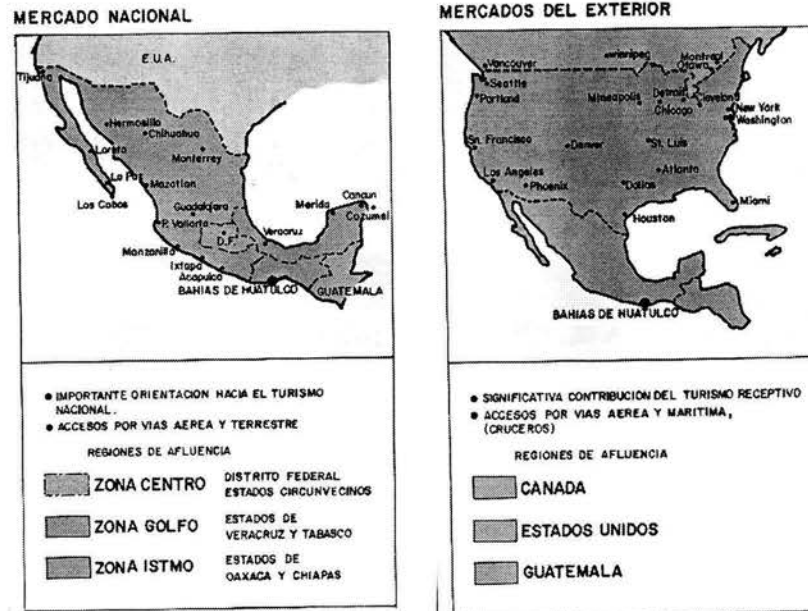 MERCADO NACIONAL
E.U.A.
Tijuana
Hermosillo
Chihuahua
Loreto
Monterrey
La Paz
Mazatlan
Los Cabos
Guadalajara
Merida
Cancun
Cozumel
P. Vallarta
D.F.
Veracruz
Manzanillo
Ixtapa
Acapulco
BAHIAS DE HUATULCO
GUATEMALA
• IMPORTANTE ORIENTACION HACIA EL TURISMO
NACIONAL.
• ACCESOS POR VIAS AEREA Y TERRESTRE
REGIONES DE AFLUENCIA
ZONA CENTRO DISTRITO FEDERAL
ESTADOS CIRCUNVECINOS
ZONA GOLFO ESTADOS DE
VERACRUZ Y TABASCO
ZONA ISTMO ESTADOS DE
OAXACA Y CHIAPAS
MERCADOS DEL EXTERIOR
Vancouver
Winnipeg
Montreal
Otawa
Seattle
Portland
Mineapolis
Detroit
Chicago
Cleveland
New York
Washington
Sn. Francisco
Denver
St. Luis
Los Angeles
Phoenix
Atlanta
Dallas
Miami
Houston
BAHIAS DE HUATULCO
• SIGNIFICATIVA CONTRIBUCION DEL TURISMO RECEPTIVO
• ACCESOS POR VIAS AEREA Y MARITIMA,
(CRUCEROS)
REGIONES DE AFLUENCIA
CANADA
ESTADOS UNIDOS
GUATEMALA